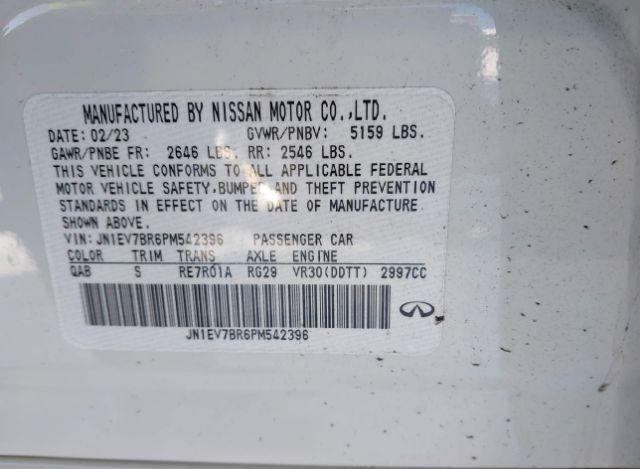 MANUFACTURED BY NISSAN MOTOR CO.,LTD.
DATE: 02/23 GVWR/PNBV: 5159 LBS.
GAWR/PNBE FR: 2646 LBS. RR: 2546 LBS.
THIS VEHICLE CONFORMS TO ALL APPLICABLE FEDERAL
MOTOR VEHICLE SAFETY,BUMPER AND THEFT PREVENTION
STANDARDS IN EFFECT ON THE DATE OF MANUFACTURE
SHOWN ABOVE.
VIN: JN1EV7BR6PM542396 PASSENGER CAR
COLOR TRIM TRANS AXLE ENGINE
QAB S RE7R01A RG29 VR30(DDTT) 2997CC
JN1EV7BR6PM542396